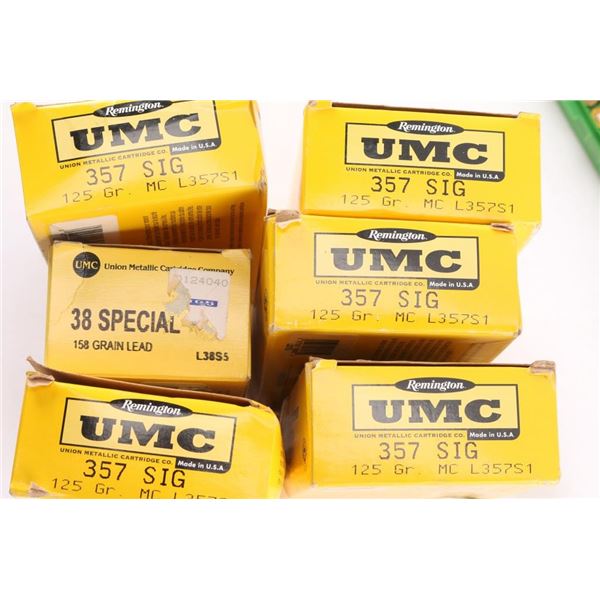 Remington.
UMC
UNION METALLIC CARTRIDGE CO.
Made in U.S.A.
357 SIG
125 Gr. MC L357S1
Remington.
UMC
UNION METALLIC CARTRIDGE CO.
Made in U.S.A.
357 SIG
125 Gr. MC L357S1
UMC Union Metallic Cartridge Company
0124040
38 SPECIAL
158 GRAIN LEAD
L38S5
Remington.
UMC
UNION METALLIC CARTRIDGE CO.
Made in U.S.A.
357 SIG
125 Gr. MC L357S1
Remington.
UMC
UNION METALLIC CARTRIDGE CO.
Made in U.S.A.
357 SIG
125 Gr. MC L357S
Remington.
UMC
UNION METALLIC CARTRIDGE CO.
Made in U.S.A.
357 SIG
125 Gr. MC L357S1